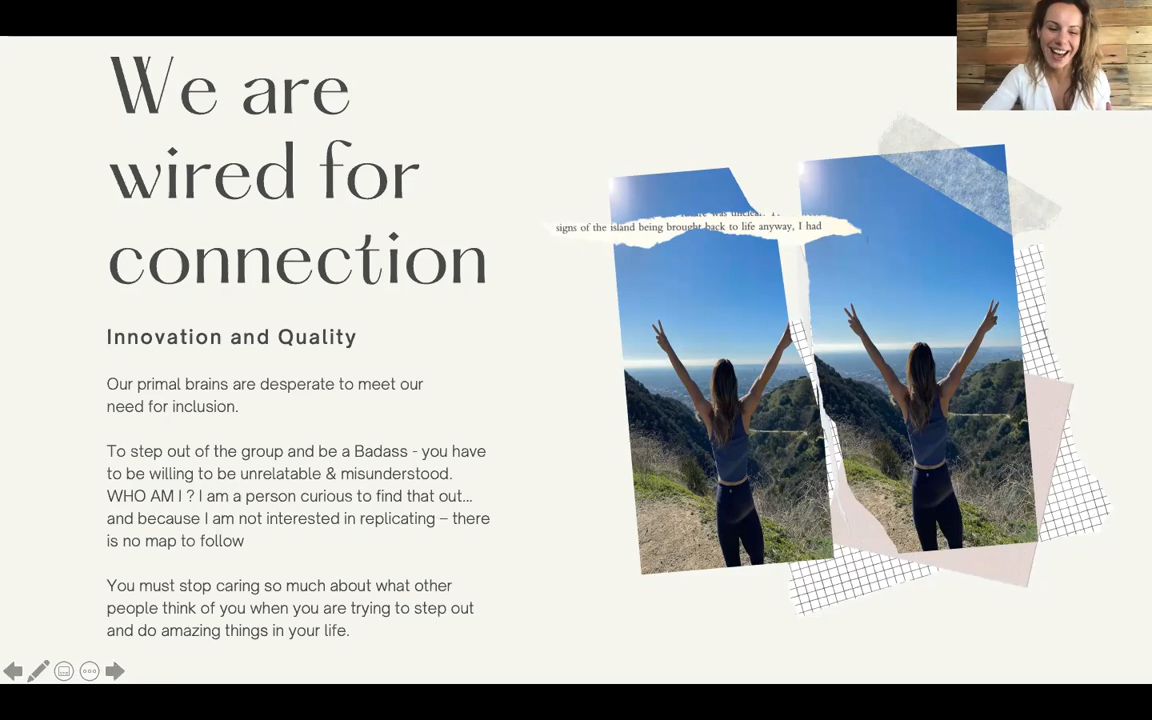 We are
wired for
connection
Innovation and Quality
Our primal brains are desperate to meet our
need for inclusion.
To step out of the group and be a Badass - you have
to be willing to be unrelatable & misunderstood.
WHO AM I ? I am a person curious to find that out...
and because I am not interested in replicating – there
is no map to follow
You must stop caring so much about what other
people think of you when you are trying to step out
and do amazing things in your life.
signs of the island being brought back to life anyway, I had